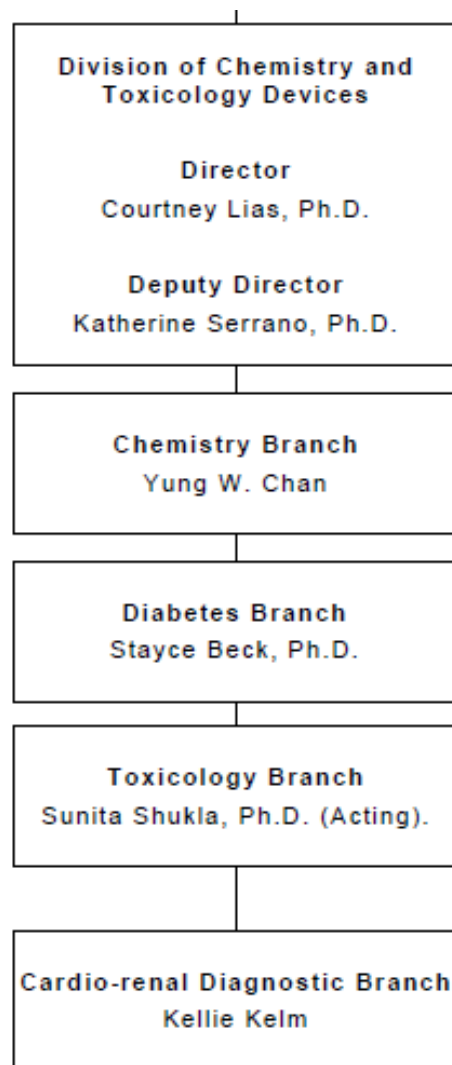 Division of Chemistry and
Toxicology Devices
Director
Courtney Lias, Ph.D.
Deputy Director
Katherine Serrano, Ph.D.
Chemistry Branch
Yung W. Chan
Diabetes Branch
Stayce Beck, Ph.D.
Toxicology Branch
Sunita Shukla, Ph.D. (Acting).
Cardio-renal Diagnostic Branch
Kellie Kelm